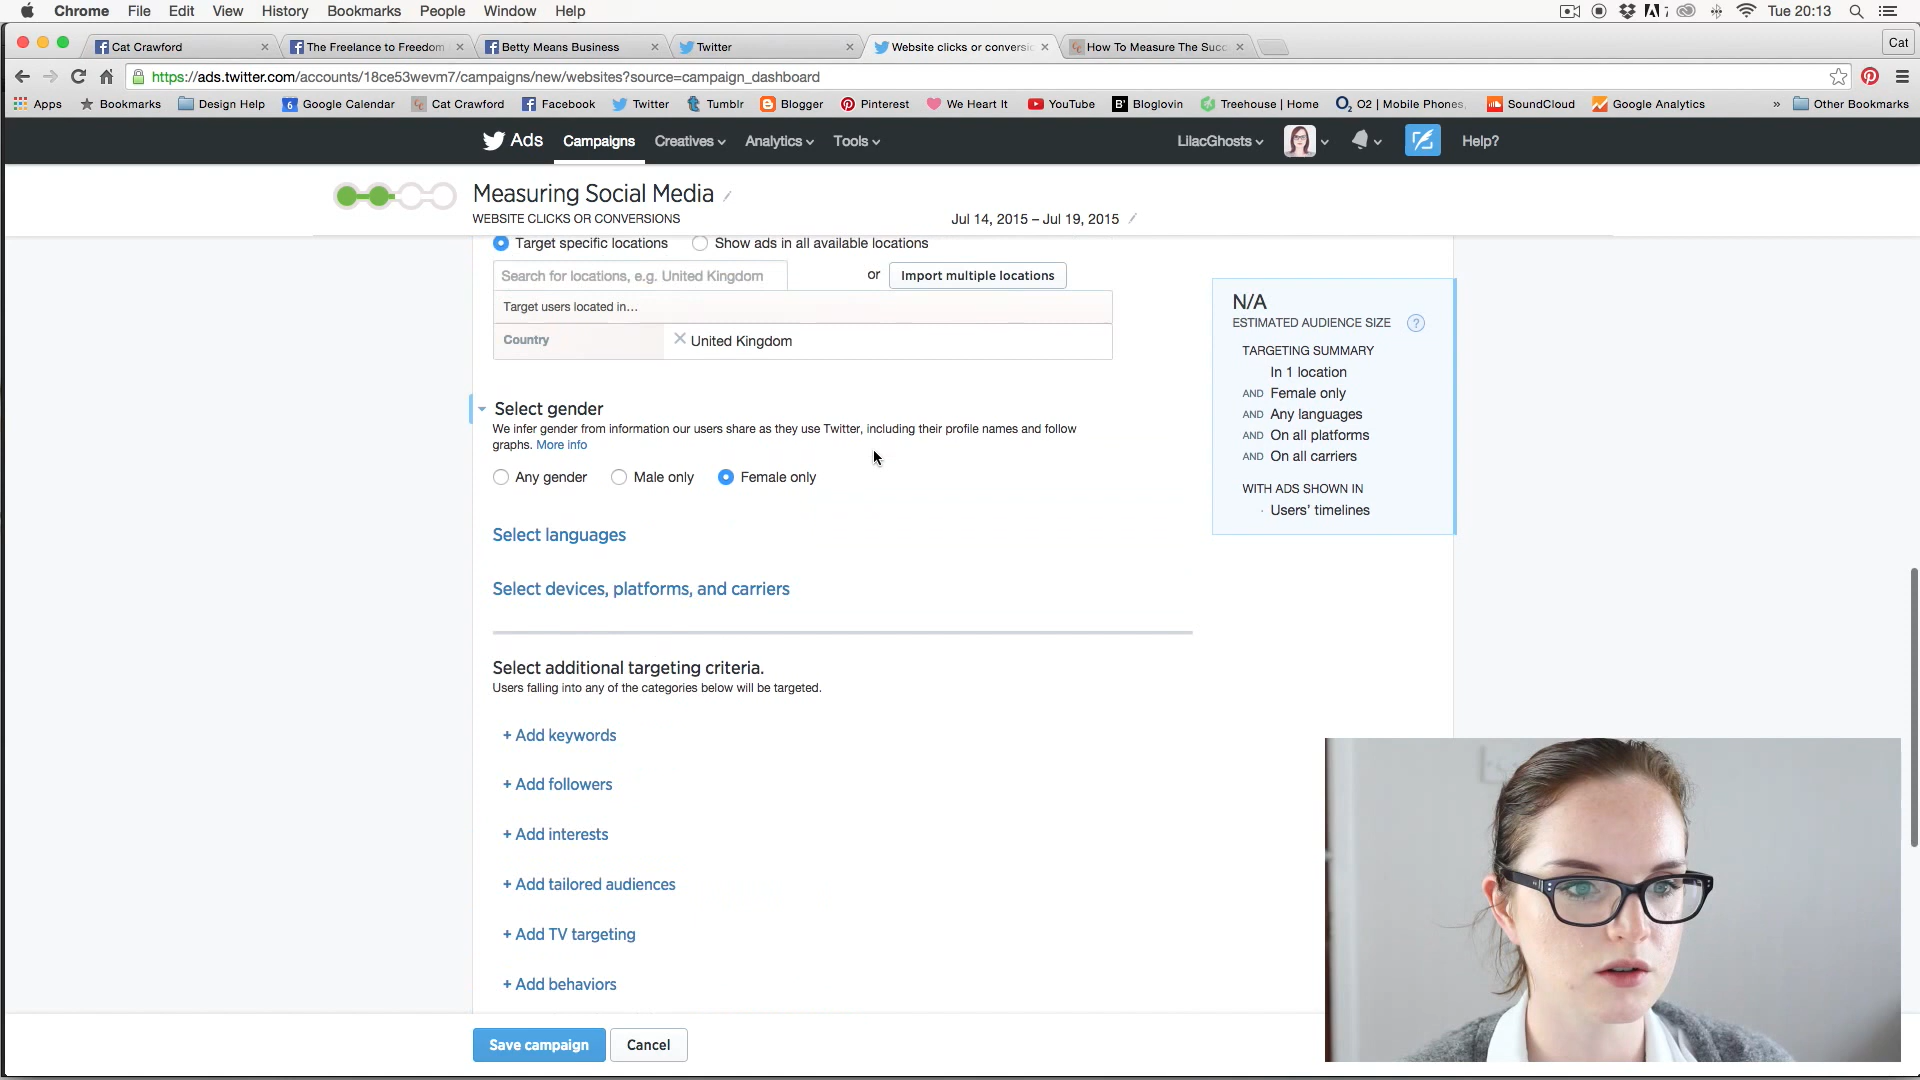 Chrome File Edit View History Bookmarks People Window Help Tue 20:13
Cat Crawford The Freelance to Freedom Betty Means Business Twitter Website clicks or conversi How To Measure The Succ Cat
https://ads.twitter.com/accounts/18ce53wevm7/campaigns/new/websites?source=campaign_dashboard
Apps Bookmarks Design Help 6 Google Calendar Cat Crawford Facebook Twitter Tumblr Blogger Pinterest We Heart It YouTube B' Bloglovin Treehouse | Home O2 | Mobile Phones, SoundCloud Google Analytics » Other Bookmarks
Ads Campaigns Creatives Analytics Tools LilacGhosts Help?
Measuring Social Media
WEBSITE CLICKS OR CONVERSIONS Jul 14, 2015 – Jul 19, 2015
Target specific locations Show ads in all available locations
Search for locations, e.g. United Kingdom or Import multiple locations
Target users located in...
Country United Kingdom
Select gender
We infer gender from information our users share as they use Twitter, including their profile names and follow
graphs. More info
Any gender Male only Female only
Select languages
Select devices, platforms, and carriers
Select additional targeting criteria.
Users falling into any of the categories below will be targeted.
+ Add keywords
+ Add followers
+ Add interests
+ Add tailored audiences
+ Add TV targeting
+ Add behaviors
Save campaign Cancel
N/A
ESTIMATED AUDIENCE SIZE ?
TARGETING SUMMARY
In 1 location
AND Female only
AND Any languages
AND On all platforms
AND On all carriers
WITH ADS SHOWN IN
· Users' timelines